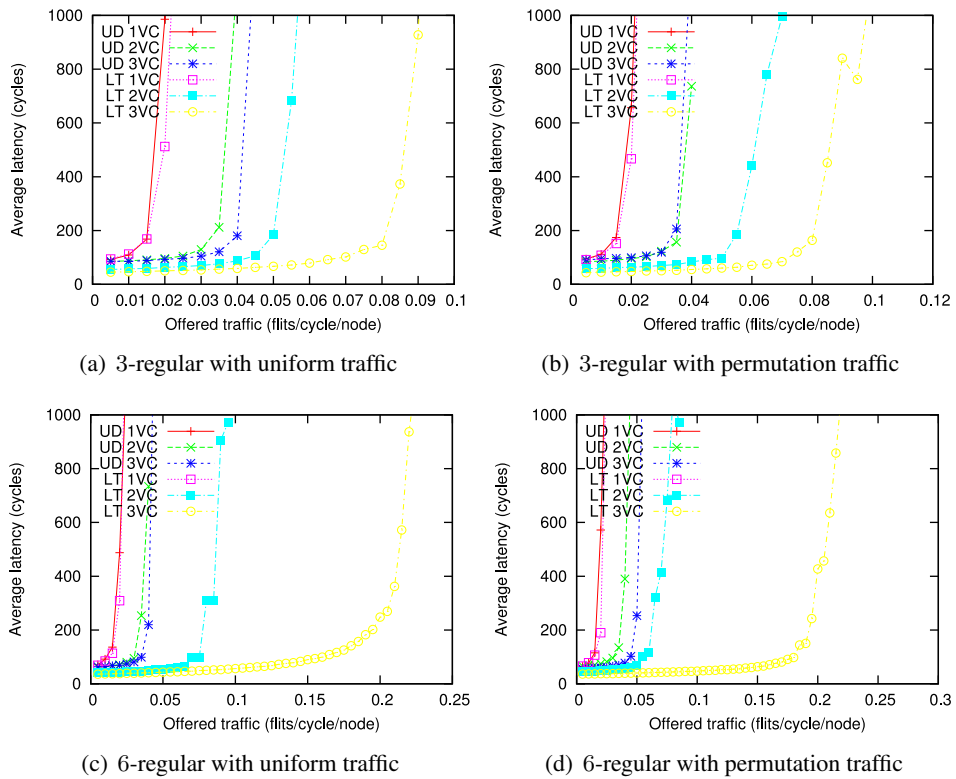 1000
800
600
400
200
0
Average latency (cycles)
UD 1VC
UD 2VC
UD 3VC
LT 1VC
LT 2VC
LT 3VC
0.01 0.02 0.03 0.04 0.05 0.06 0.07 0.08 0.09 0.1
Offered traffic (flits/cycle/node)
(a) 3-regular with uniform traffic
1000
800
600
400
200
0
Average latency (cycles)
UD 1VC
UD 2VC
UD 3VC
LT 1VC
LT 2VC
LT 3VC
0.02 0.04 0.06 0.08 0.1 0.12
Offered traffic (flits/cycle/node)
(b) 3-regular with permutation traffic
1000
800
600
400
200
0
Average latency (cycles)
UD 1VC
UD 2VC
UD 3VC
LT 1VC
LT 2VC
LT 3VC
0.05 0.1 0.15 0.2 0.25
Offered traffic (flits/cycle/node)
(c) 6-regular with uniform traffic
1000
800
600
400
200
0
Average latency (cycles)
UD 1VC
UD 2VC
UD 3VC
LT 1VC
LT 2VC
LT 3VC
0.05 0.1 0.15 0.2 0.25 0.3
Offered traffic (flits/cycle/node)
(d) 6-regular with permutation traffic